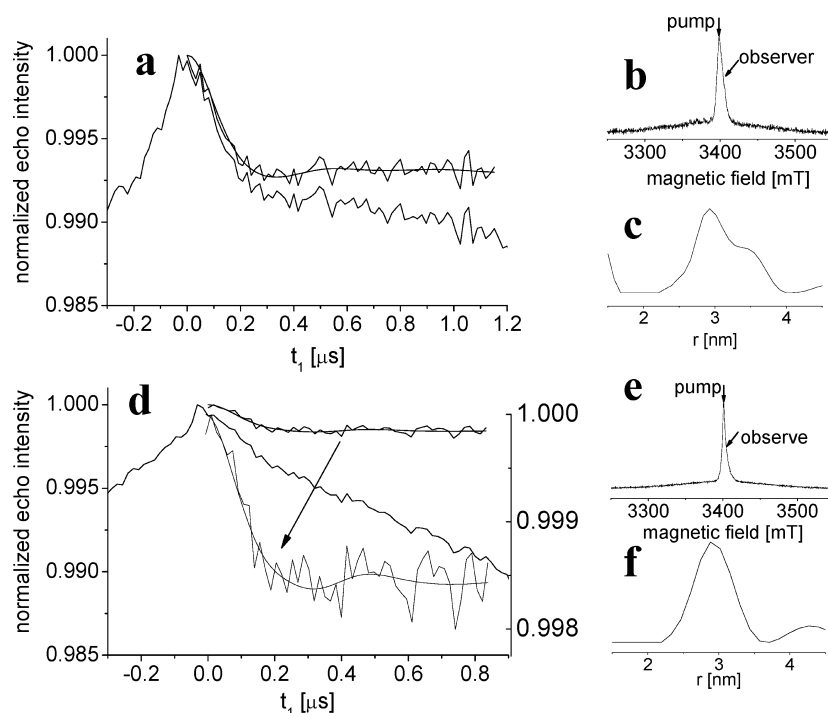 a
1.000
0.995
0.990
0.985
normalized echo intensity
-0.2 0.0 0.2 0.4 0.6 0.8 1.0 1.2
t1 [µs]
pump
observer
b
3300 3400 3500
magnetic field [mT]
c
2 3 4
r [nm]
d
1.000
0.995
0.990
0.985
normalized echo intensity
1.000
0.999
0.998
-0.2 0.0 0.2 0.4 0.6 0.8
t1 [µs]
pump
observe
e
3300 3400 3500
magnetic field [mT]
f
2 3 4
r [nm]